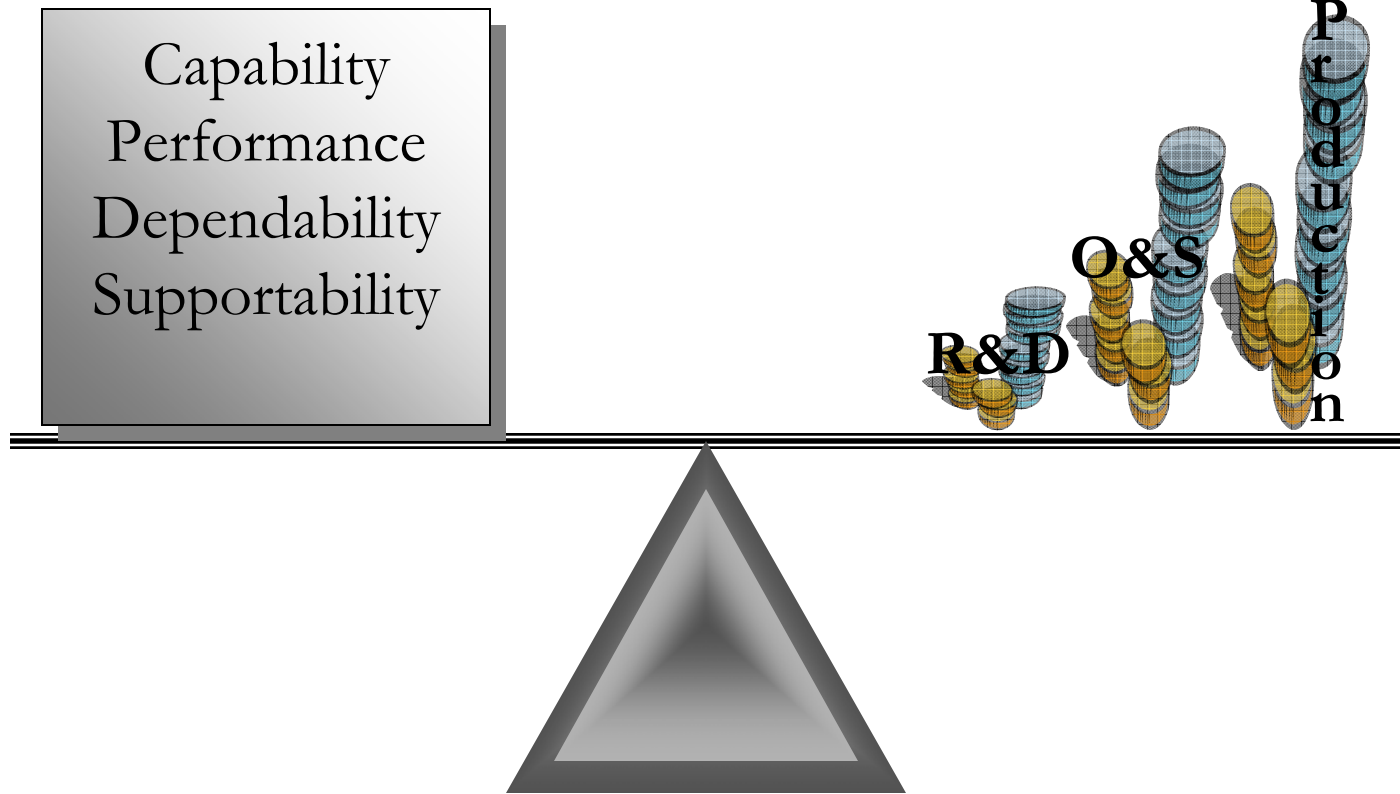 Capability
Performance
Dependability
Supportability
R&D
O&S
Production